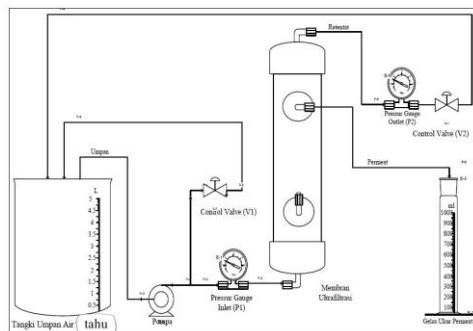 Retentat
Pressure Gauge
Outlet (P2)
Control Valve (V2)
Umpan
Permeat
Control Valve (V1)
L
5
4.5
4
3.5
3
2.5
2
1.5
1
0.5
E-1
E-3
ml
1000
900
800
700
600
500
400
300
200
100
Pressure Gauge
Inlet (P1)
Membran
Ultrafiltrasi
Pompa
Tangki Umpan Air tahu
Gelas Ukur Permeat